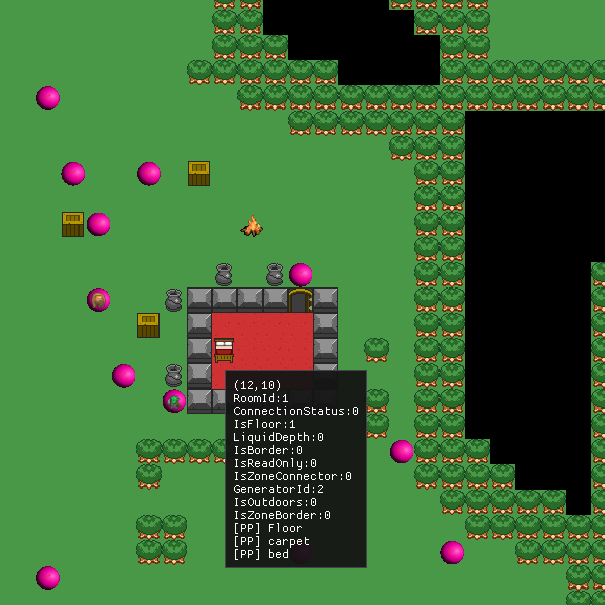 (12,10)
RoomId:1
ConnectionStatus:0
IsFloor:1
LiquidDepth:0
IsBorder:0
IsReadOnly:0
IsZoneConnector:0
GeneratorId:2
IsOutdoors:0
IsZoneBorder:0
[PP] Floor
[PP] carpet
[PP] bed